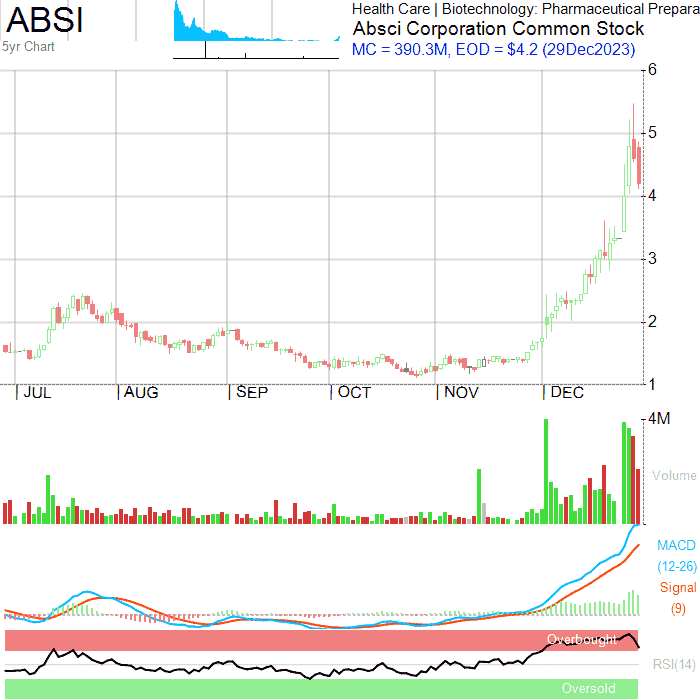 ABSI
5yr Chart
Health Care | Biotechnology: Pharmaceutical Prepara
Absci Corporation Common Stock
MC = 390.3M, EOD = $4.2 (29Dec2023)
6
5
4
3
2
1
JUL AUG SEP OCT NOV DEC
4M
Volume
MACD
(12-26)
Signal
(9)
Overbought
RSI(14)
Oversold